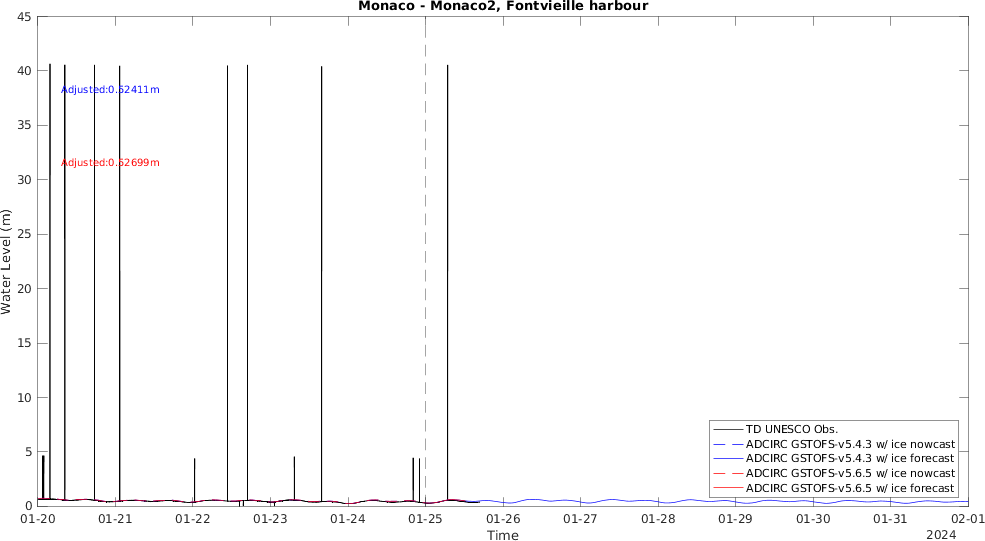 Monaco - Monaco2, Fontvieille harbour
45
40
35
30
25
20
15
10
5
0
Water Level (m)
Adjusted:0.52411m
Adjusted:0.52699m
TD UNESCO Obs.
ADCIRC GSTOFS-v5.4.3 w/ ice nowcast
ADCIRC GSTOFS-v5.4.3 w/ ice forecast
ADCIRC GSTOFS-v5.6.5 w/ ice nowcast
ADCIRC GSTOFS-v5.6.5 w/ ice forecast
01-20 01-21 01-22 01-23 01-24 01-25 01-26 01-27 01-28 01-29 01-30 01-31 02-01
Time
2024